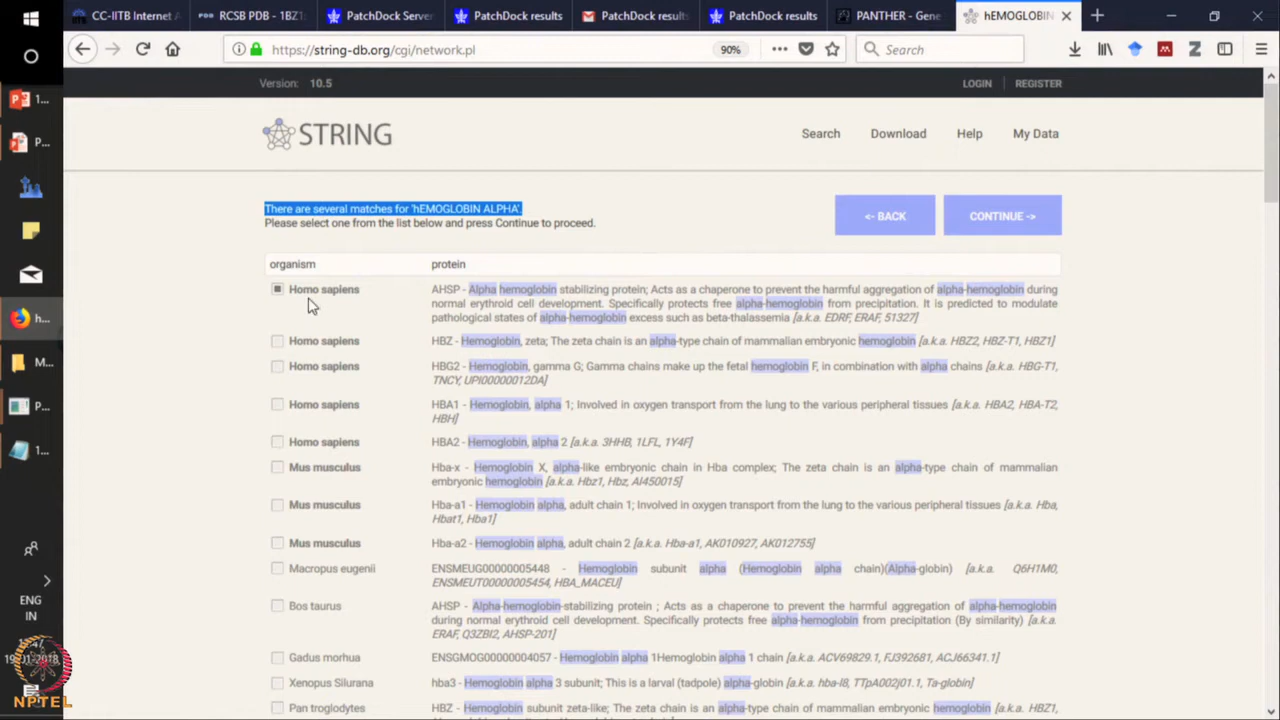 CC-IITB Internet A
RCSB PDB - 1BZ1:
PatchDock Server
PatchDock results
PatchDock results
PatchDock results
PANTHER - Gene
hEMOGLOBIN
https://string-db.org/cgi/network.pl
90%
Search
Version: 10.5
LOGIN
REGISTER
STRING
Search
Download
Help
My Data
There are several matches for 'hEMOGLOBIN ALPHA'.
Please select one from the list below and press Continue to proceed.
<- BACK
CONTINUE ->
organism protein
Homo sapiens AHSP - Alpha hemoglobin stabilizing protein; Acts as a chaperone to prevent the harmful aggregation of alpha-hemoglobin during
normal erythroid cell development. Specifically protects free alpha-hemoglobin from precipitation. It is predicted to modulate
pathological states of alpha-hemoglobin excess such as beta-thalassemia [a.k.a. EDRF, ERAF, 51327]
Homo sapiens HBZ - Hemoglobin, zeta; The zeta chain is an alpha-type chain of mammalian embryonic hemoglobin [a.k.a. HBZ2, HBZ-T1, HBZ1]
Homo sapiens HBG2 - Hemoglobin, gamma G; Gamma chains make up the fetal hemoglobin F, in combination with alpha chains [a.k.a. HBG-T1,
TNCY, UPI00000012DA]
Homo sapiens HBA1 - Hemoglobin, alpha 1; Involved in oxygen transport from the lung to the various peripheral tissues [a.k.a. HBA2, HBA-T2,
HBH]
Homo sapiens HBA2 - Hemoglobin, alpha 2 [a.k.a. 3HHB, 1LFL, 1Y4F]
Mus musculus Hba-x - Hemoglobin X, alpha-like embryonic chain in Hba complex; The zeta chain is an alpha-type chain of mammalian
embryonic hemoglobin [a.k.a. Hbz1, Hbz, AI450015]
Mus musculus Hba-a1 - Hemoglobin alpha, adult chain 1; Involved in oxygen transport from the lung to the various peripheral tissues [a.k.a. Hba,
Hbat1, Hba1]
Mus musculus Hba-a2 - Hemoglobin alpha, adult chain 2 [a.k.a. Hba-a1, AK010927, AK012755]
Macropus eugenii ENSMEUG00000005448 - Hemoglobin subunit alpha (Hemoglobin alpha chain)(Alpha-globin) [a.k.a. Q6H1M0,
ENSMEUT00000005454, HBA_MACEU]
Bos taurus AHSP - Alpha-hemoglobin-stabilizing protein ; Acts as a chaperone to prevent the harmful aggregation of alpha-hemoglobin
during normal erythroid cell development. Specifically protects free alpha-hemoglobin from precipitation (By similarity) [a.k.a.
ERAF, Q3ZBI2, AHSP-201]
Gadus morhua ENSGMOG00000004057 - Hemoglobin alpha 1Hemoglobin alpha 1 chain [a.k.a. ACV69829.1, FJ392681, ACJ66341.1]
Xenopus Silurana hba3 - Hemoglobin alpha 3 subunit; This is a larval (tadpole) alpha-globin [a.k.a. hba-l8, TTpA002j01.1, Ta-globin]
Pan troglodytes HBZ - Hemoglobin subunit zeta-like; The zeta chain is an alpha-type chain of mammalian embryonic hemoglobin [a.k.a. HBZ1,
1...
P...
h...
M...
P...
1...
ENG
IN
NPTEL